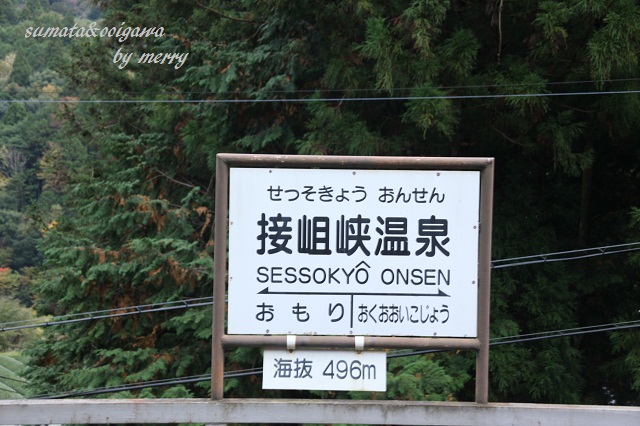 sumata&ooigawa
by merry
せっそきょう おんせん
接岨峡温泉
SESSOKYÔ ONSEN
おもり おくおおいこじょう
海抜 496m